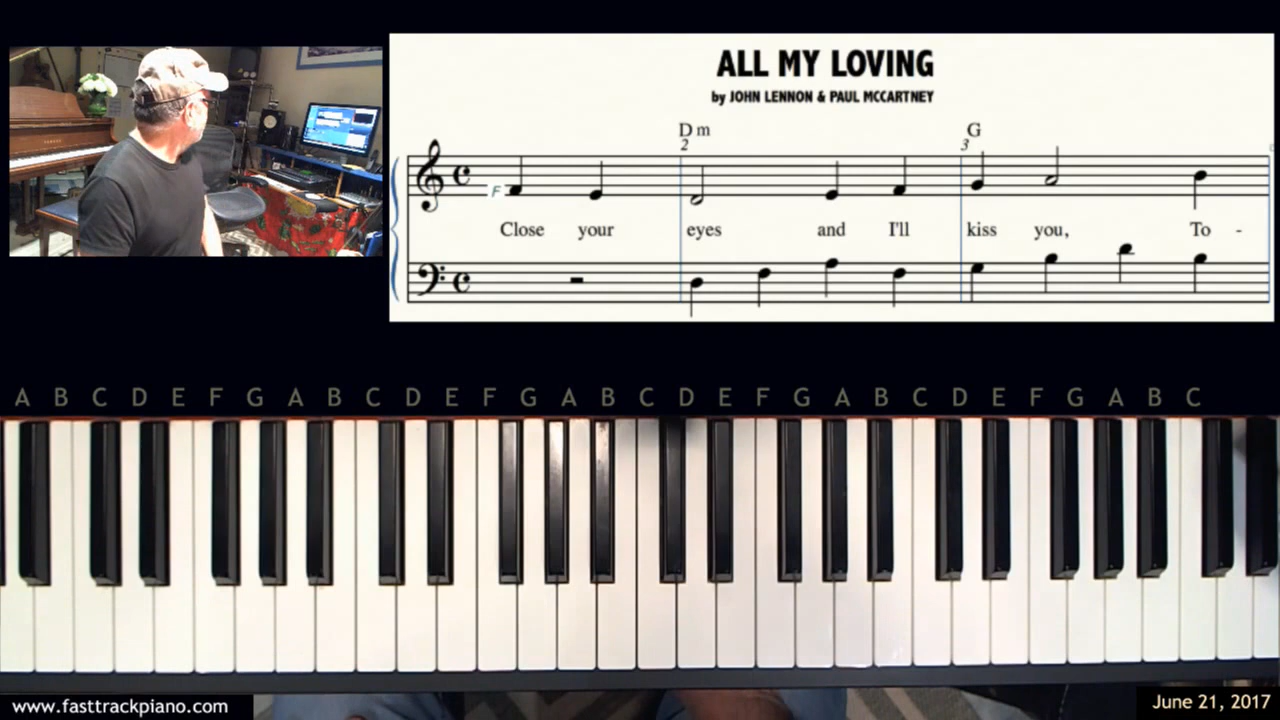 ALL MY LOVING
by JOHN LENNON & PAUL MCCARTNEY
Dm G
2 3
F
Close your eyes and I'll kiss you, To -
A B C D E F G A B C D E F G A B C D E F G A B C D E F G A B C
www.fasttrackpiano.com
June 21, 2017